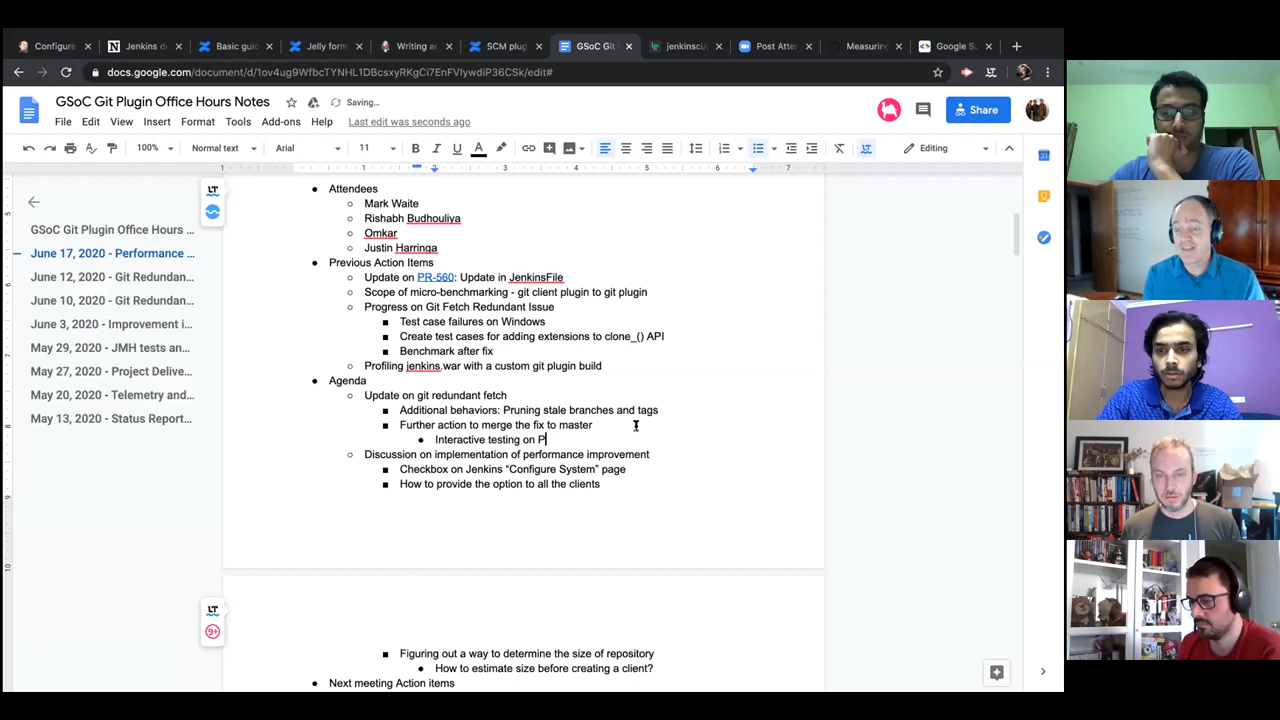 Configure
Jenkins d
Basic gui
Jelly forn
Writing a
SCM plug
GSoC Git
jenkinsci/
Post Atte
Measuring
Google S
docs.google.com/document/d/1ov4ug9WfbcTYNHL1DBcsxyRKgCi7EnFVIywdiP36CSk/edit#
GSoC Git Plugin Office Hours Notes
Saving...
File Edit View Insert Format Tools Add-ons Help Last edit was seconds ago
Share
100% Normal text Arial 11 Editing
GSoC Git Plugin Office Hours ...
June 17, 2020 - Performance ...
June 12, 2020 - Git Redundan...
June 10, 2020 - Git Redundan...
June 3, 2020 - Improvement i...
May 29, 2020 - JMH tests an...
May 27, 2020 - Project Delive...
May 20, 2020 - Telemetry and...
May 13, 2020 - Status Report...
Attendees
Mark Waite
Rishabh Budhouliya
Omkar
Justin Harringa
Previous Action Items
Update on PR-560: Update in JenkinsFile
Scope of micro-benchmarking - git client plugin to git plugin
Progress on Git Fetch Redundant Issue
Test case failures on Windows
Create test cases for adding extensions to clone_() API
Benchmark after fix
Profiling jenkins.war with a custom git plugin build
Agenda
Update on git redundant fetch
Additional behaviors: Pruning stale branches and tags
Further action to merge the fix to master
Interactive testing on P
Discussion on implementation of performance improvement
Checkbox on Jenkins “Configure System” page
How to provide the option to all the clients
Figuring out a way to determine the size of repository
How to estimate size before creating a client?
Next meeting Action items